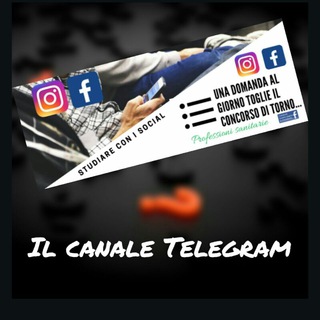 UNA DOMANDA AL
GIORNO TOGLIE IL
CONCORSO DI TORNO...
Professioni sanitarie
STUDIARE CON I SOCIAL
IL CANALE TELEGRAM